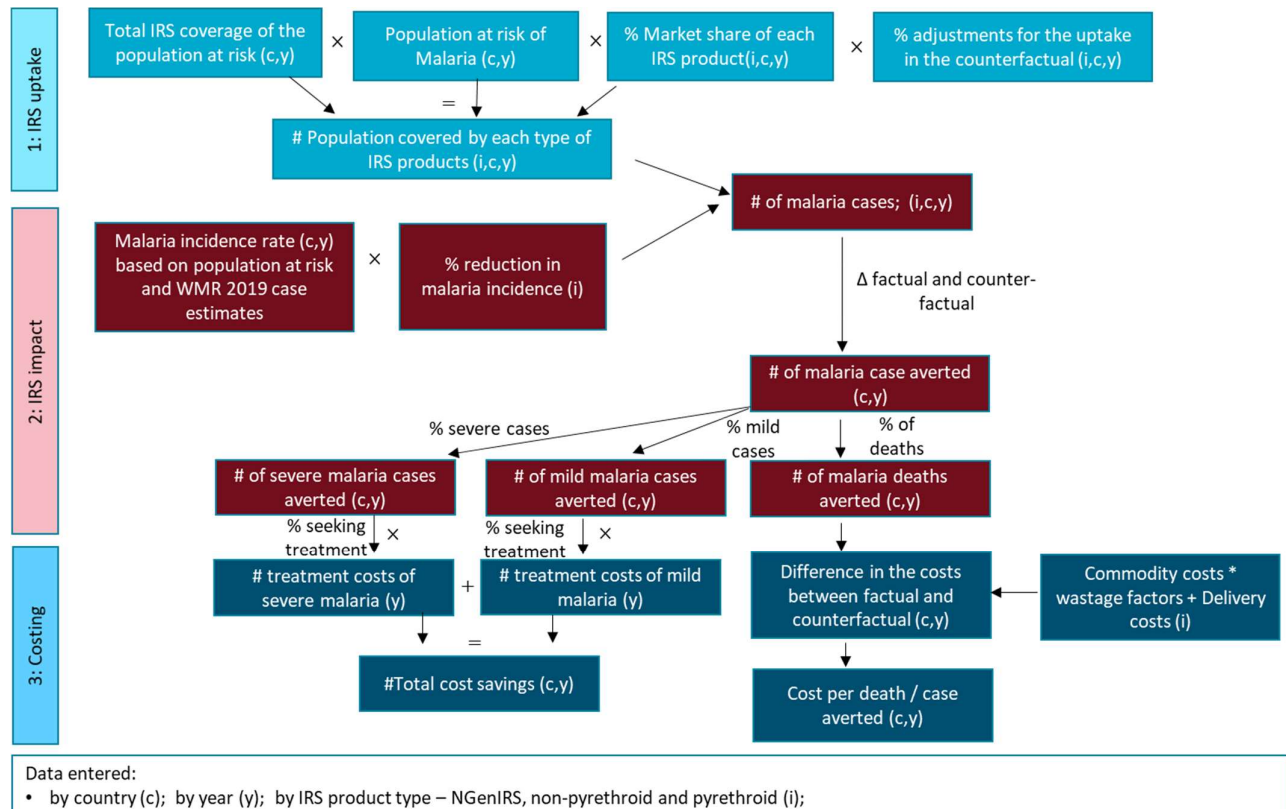 1: IRS uptake
Total IRS coverage of the
population at risk (c,y)
×
Population at risk of
Malaria (c,y)
×
% Market share of each
IRS product(i,c,y)
×
% adjustments for the uptake
in the counterfactual (i,c,y)
=
# Population covered by each type of
IRS products (i,c,y)
2: IRS impact
# of malaria cases;  (i,c,y)
Malaria incidence rate (c,y)
based on population at risk
and WMR 2019 case
estimates
×
% reduction in
malaria incidence (i)
Δ factual and counter-
factual
# of malaria case averted
(c,y)
% severe cases
% mild
cases
% of
deaths
# of severe malaria cases
averted (c,y)
# of mild malaria cases
averted (c,y)
# of malaria deaths
averted (c,y)
% seeking
treatment
×
% seeking
treatment
×
3: Costing
# treatment costs of
severe malaria (y)
+
# treatment costs of mild
malaria (y)
Difference in the costs
between factual and
counterfactual (c,y)
Commodity costs *
wastage factors + Delivery
costs (i)
=
#Total cost savings (c,y)
Cost per death / case
averted (c,y)
Data entered:
• by country (c);  by year (y);  by IRS product type – NGenIRS, non-pyrethroid and pyrethroid (i);